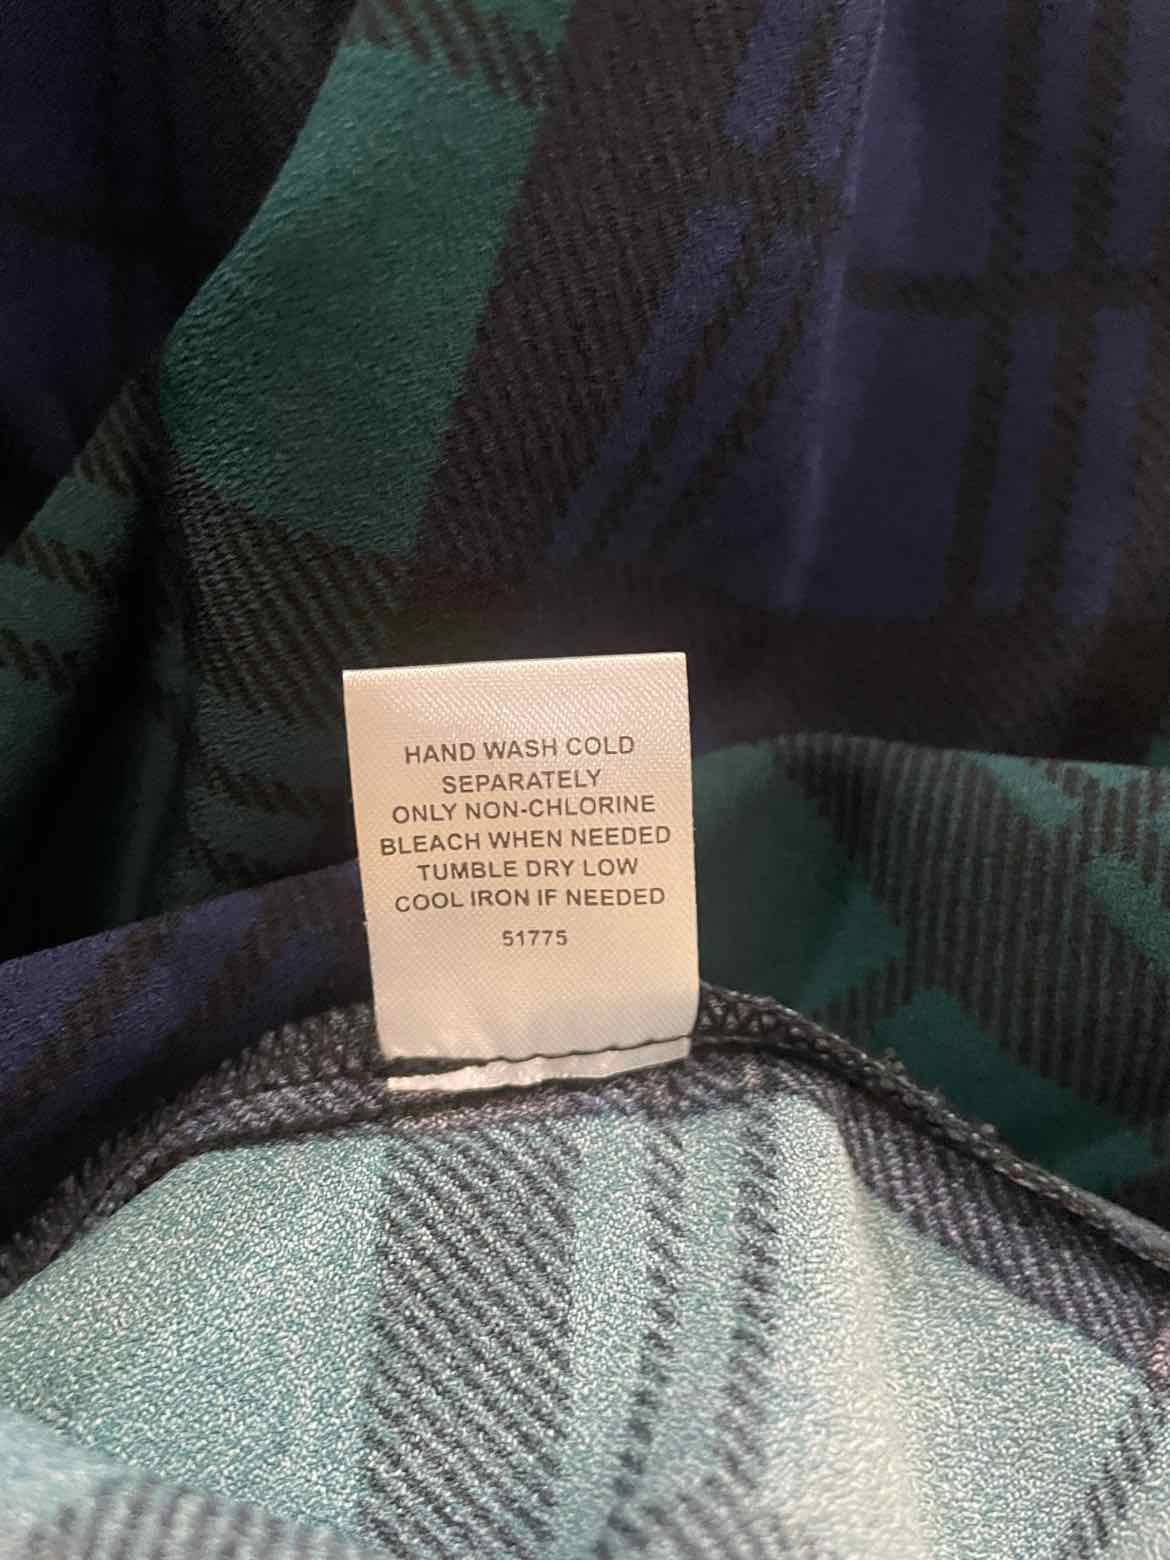 HAND WASH COLD
SEPARATELY
ONLY NON-CHLORINE
BLEACH WHEN NEEDED
TUMBLE DRY LOW
COOL IRON IF NEEDED
51775